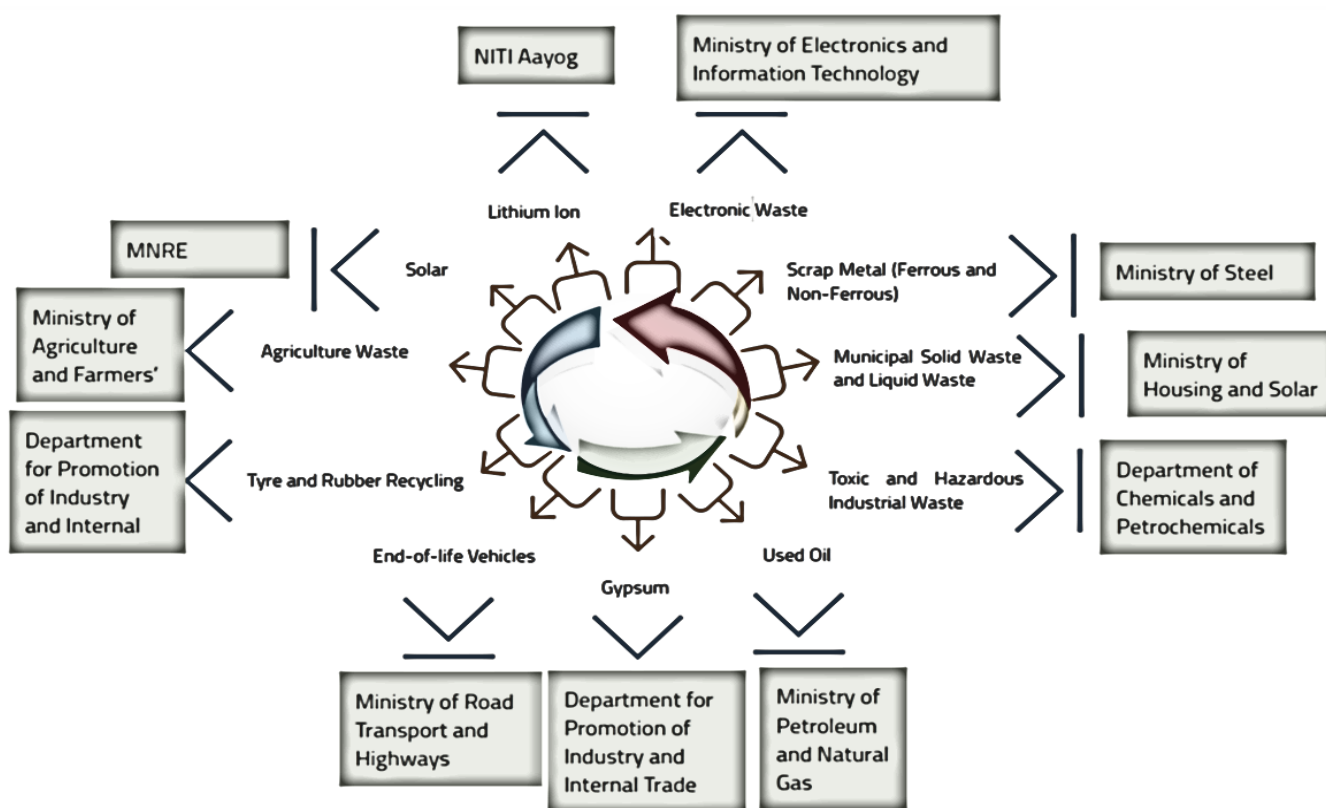 NITI Aayog
Ministry of Electronics and
Information Technology
Lithium Ion
Electronic Waste
MNRE
Solar
Scrap Metal (Ferrous and
Non-Ferrous)
Ministry of Steel
Ministry of
Agriculture
and Farmers'
Agriculture Waste
Municipal Solid Waste
and Liquid Waste
Ministry of
Housing and Solar
Department
for Promotion
of Industry
and Internal
Tyre and Rubber Recycling
Toxic and Hazardous
Industrial Waste
Department of
Chemicals and
Petrochemicals
End-of-life Vehicles
Gypsum
Used Oil
Ministry of Road
Transport and
Highways
Department for
Promotion of
Industry and
Internal Trade
Ministry of
Petroleum
and Natural
Gas